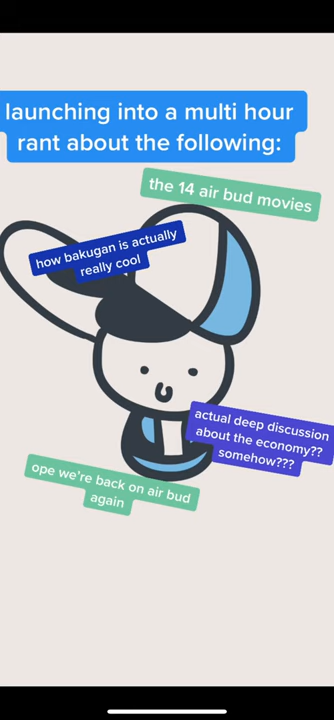 launching into a multi hour
rant about the following:
the 14 air bud movies
how bakugan is actually
really cool
actual deep discussion
about the economy??
somehow???
ope we're back on air bud
again